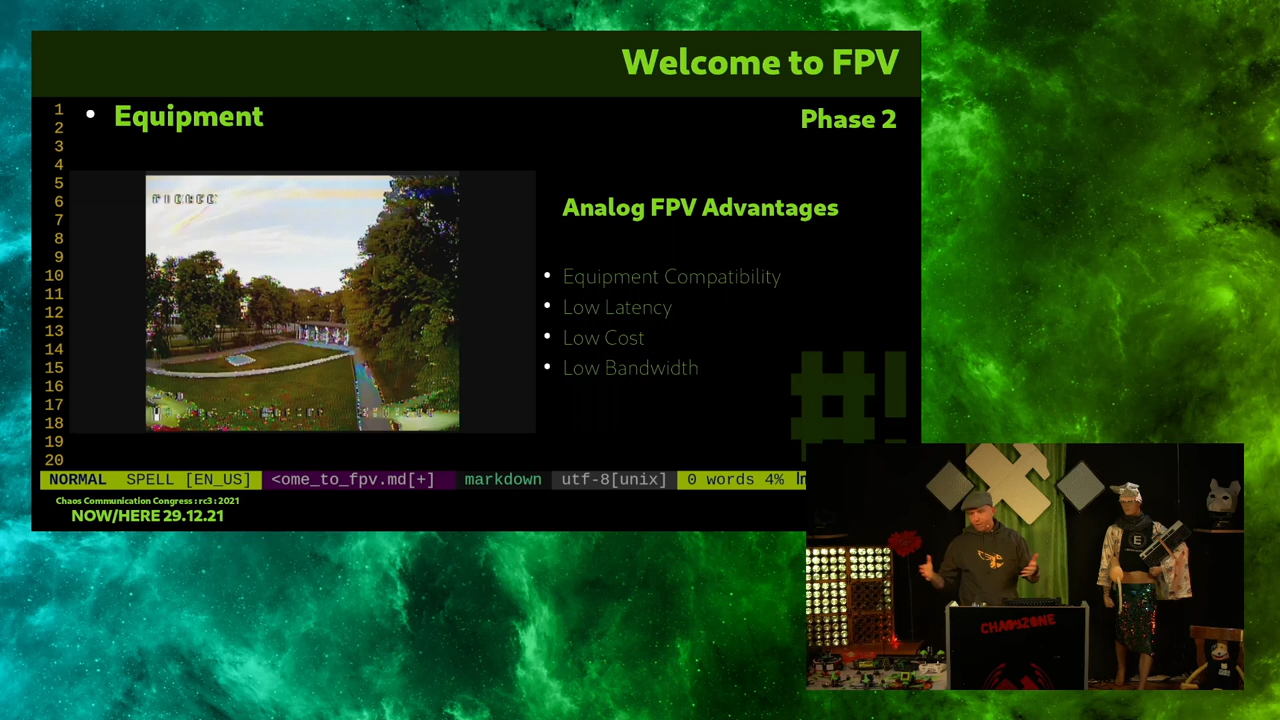 Welcome to FPV
Equipment
Phase 2
1
2
3
4
5
6
7
8
9
10
11
12
13
14
15
16
17
18
19
20
Analog FPV Advantages
Equipment Compatibility
Low Latency
Low Cost
Low Bandwidth
#!
NORMAL SPELL [EN_US] <ome_to_fpv.md[+] markdown utf-8[unix] 0 words 4% ln
Chaos Communication Congress : rc3 : 2021
NOW/HERE 29.12.21
E
CHAOSZONE